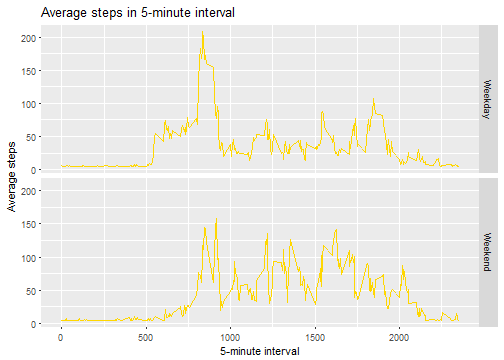 Average steps in 5-minute interval
Average steps
200
150
100
50
0
Weekday
200
150
100
50
0
Weekend
0 500 1000 1500 2000
5-minute interval